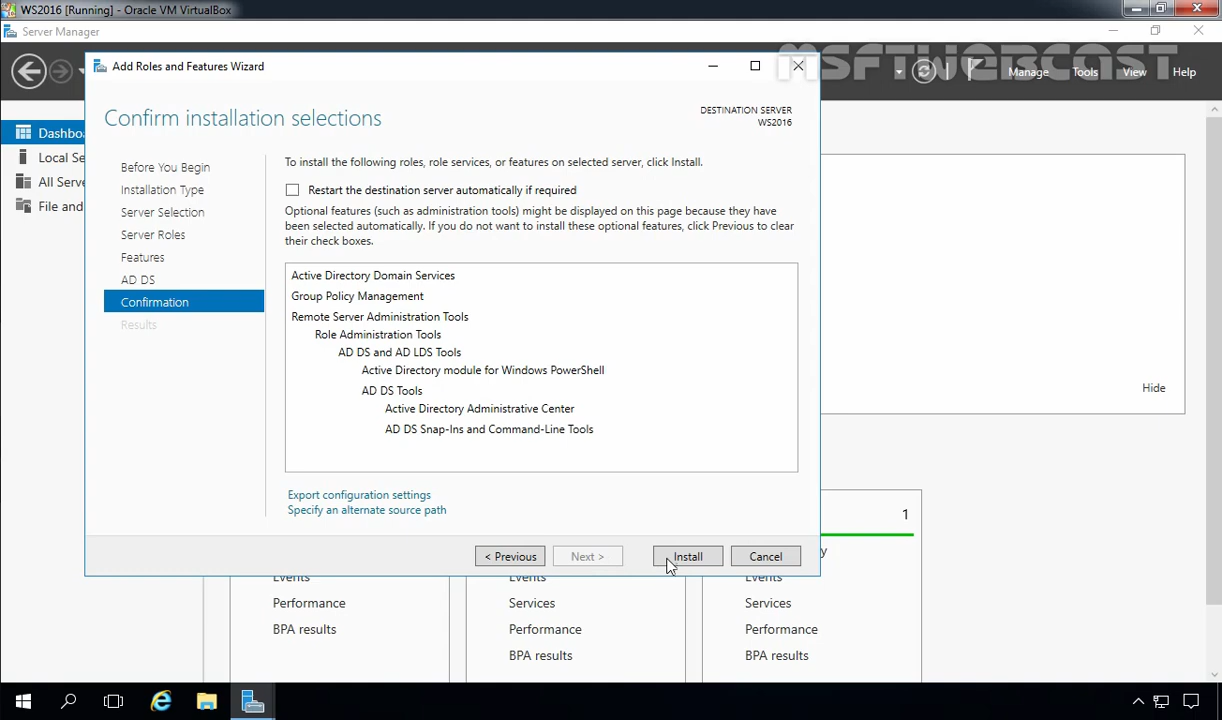 WS2016 [Running] - Oracle VM VirtualBox
Server Manager
MSFTWEBCAST
Manage
Tools
View
Help
Add Roles and Features Wizard
Confirm installation selections
DESTINATION SERVER
WS2016
Dashbo
Local Se
All Serve
File and
Before You Begin
Installation Type
Server Selection
Server Roles
Features
AD DS
Confirmation
Results
To install the following roles, role services, or features on selected server, click Install.
Restart the destination server automatically if required
Optional features (such as administration tools) might be displayed on this page because they have
been selected automatically. If you do not want to install these optional features, click Previous to clear
their check boxes.
Active Directory Domain Services
Group Policy Management
Remote Server Administration Tools
Role Administration Tools
AD DS and AD LDS Tools
Active Directory module for Windows PowerShell
AD DS Tools
Active Directory Administrative Center
AD DS Snap-Ins and Command-Line Tools
Export configuration settings
Specify an alternate source path
< Previous
Next >
Install
Cancel
Hide
1
y
Events
Performance
BPA results
Events
Services
Performance
BPA results
Events
Services
Performance
BPA results